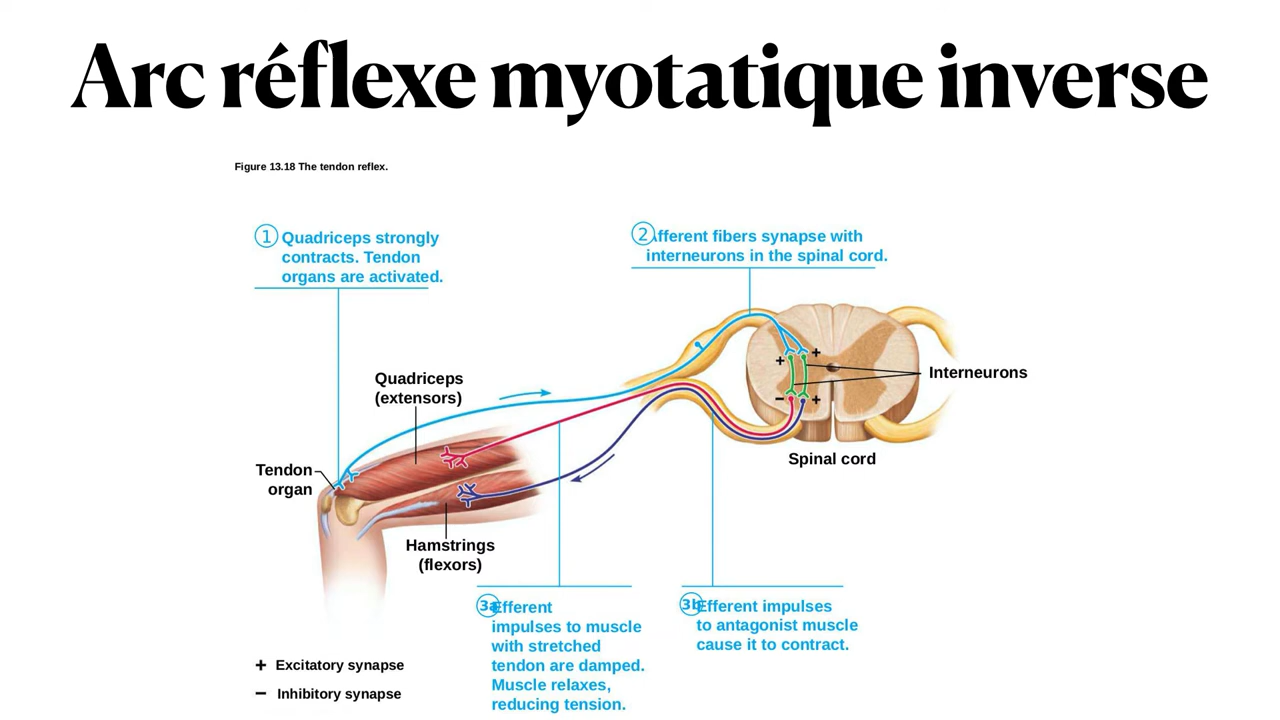 Arc réflexe myotatique inverse
Figure 13.18 The tendon reflex.
1 Quadriceps strongly
contracts. Tendon
organs are activated.
2 Afferent fibers synapse with
interneurons in the spinal cord.
+
+
Interneurons
−
+
Quadriceps
(extensors)
Spinal cord
Tendon
organ
Hamstrings
(flexors)
3a Efferent
impulses to muscle
with stretched
tendon are damped.
Muscle relaxes,
reducing tension.
3b Efferent impulses
to antagonist muscle
cause it to contract.
+ Excitatory synapse
− Inhibitory synapse